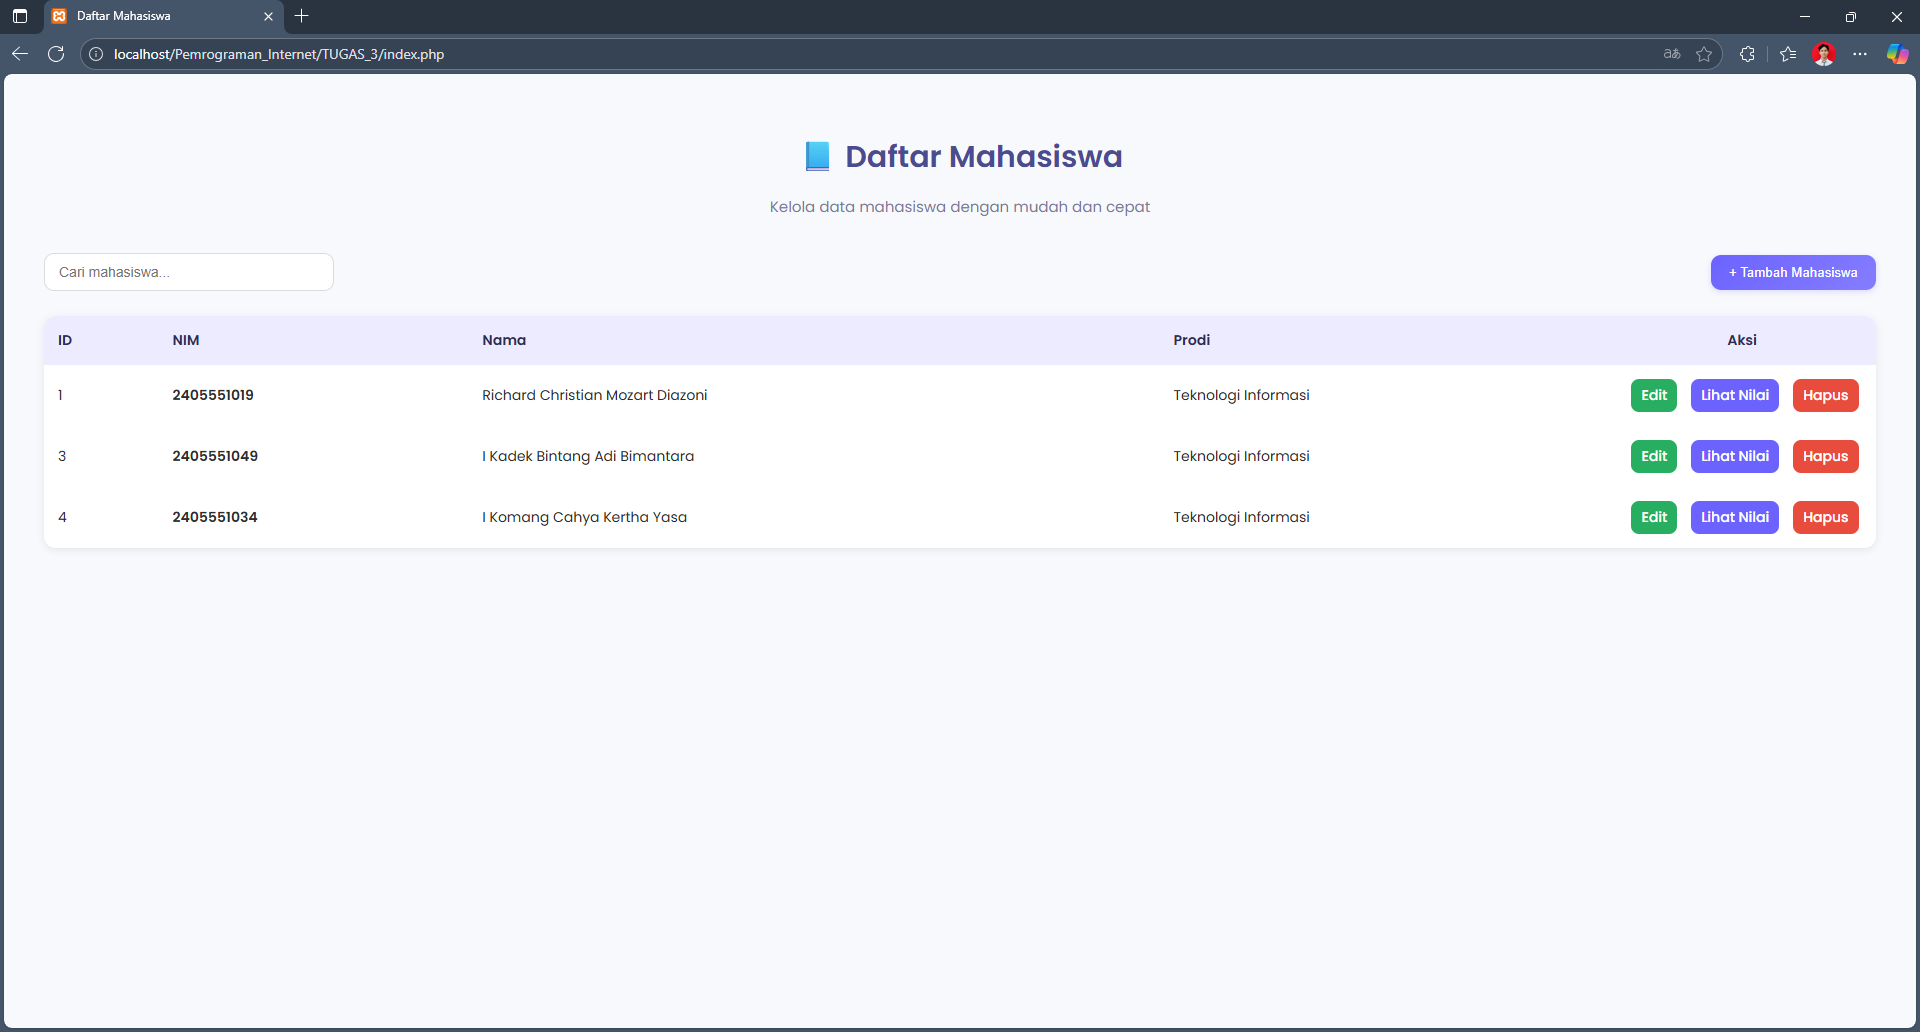 Daftar Mahasiswa
localhost/Pemrograman_Internet/TUGAS_3/index.php
Daftar Mahasiswa
Kelola data mahasiswa dengan mudah dan cepat
Cari mahasiswa...
+ Tambah Mahasiswa
ID NIM Nama Prodi Aksi
1 2405551019 Richard Christian Mozart Diazoni Teknologi Informasi Edit Lihat Nilai Hapus
3 2405551049 I Kadek Bintang Adi Bimantara Teknologi Informasi Edit Lihat Nilai Hapus
4 2405551034 I Komang Cahya Kertha Yasa Teknologi Informasi Edit Lihat Nilai Hapus